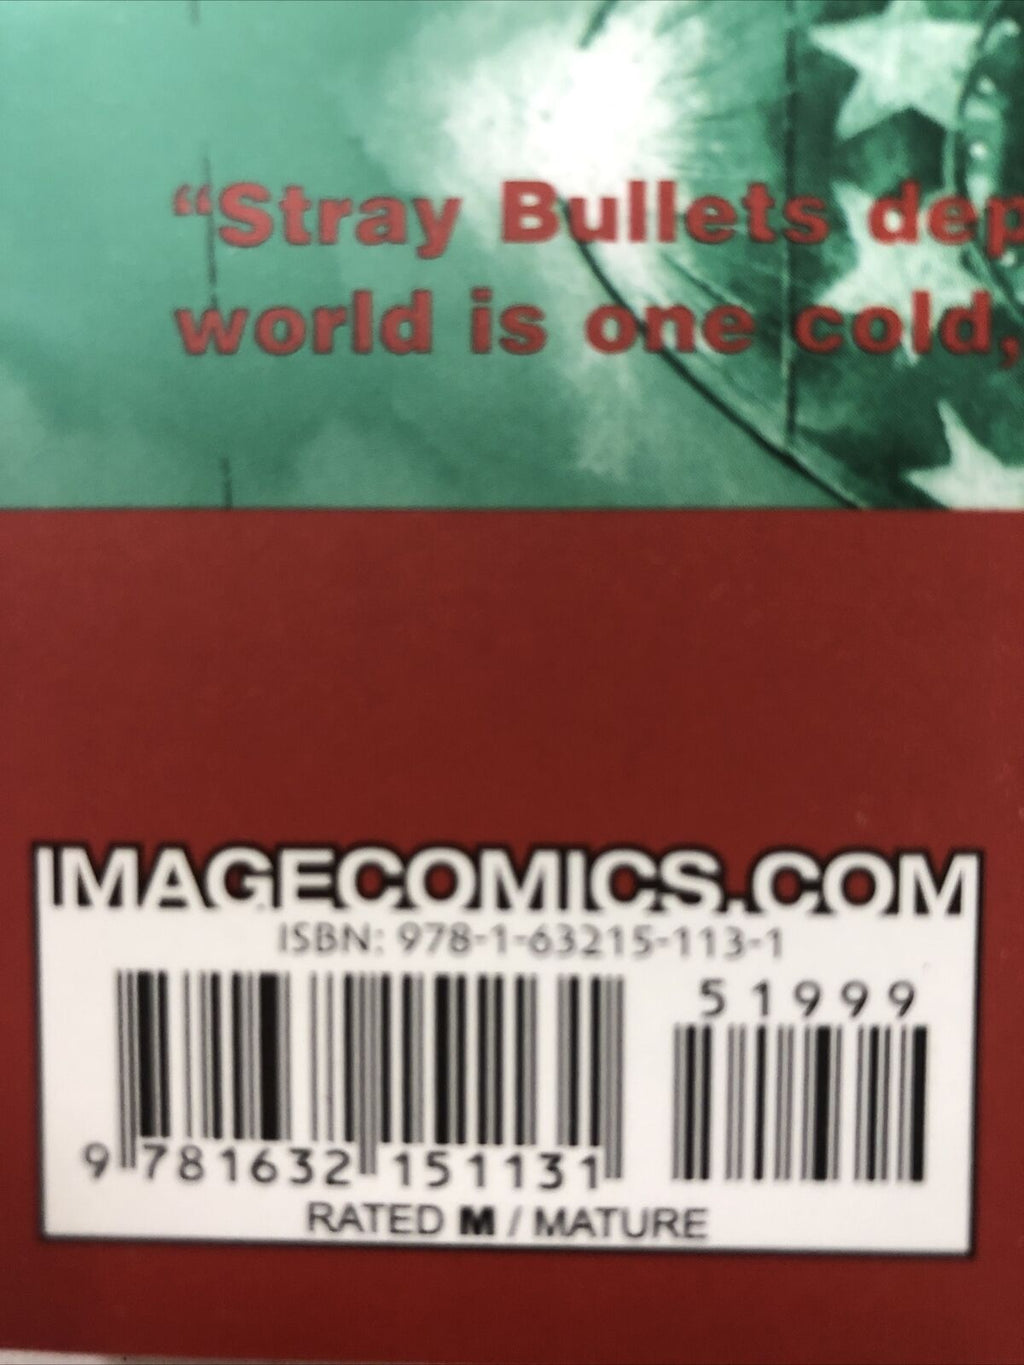 “Stray Bullets
world is one cold,
IMAGECOMICS.COM
ISBN: 978-1-63215-113-1
51999
9 781632 151131
RATED M / MATURE